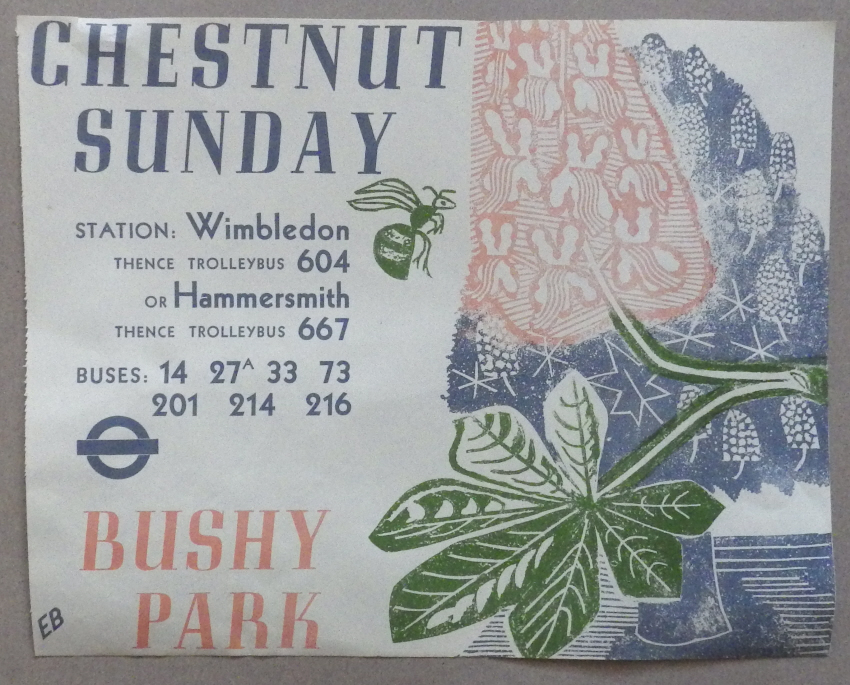 CHESTNUT
SUNDAY
STATION: Wimbledon
THENCE TROLLEYBUS 604
OR Hammersmith
THENCE TROLLEYBUS 667
BUSES: 14 27A 33 73
201 214 216
BUSHY
PARK
EB